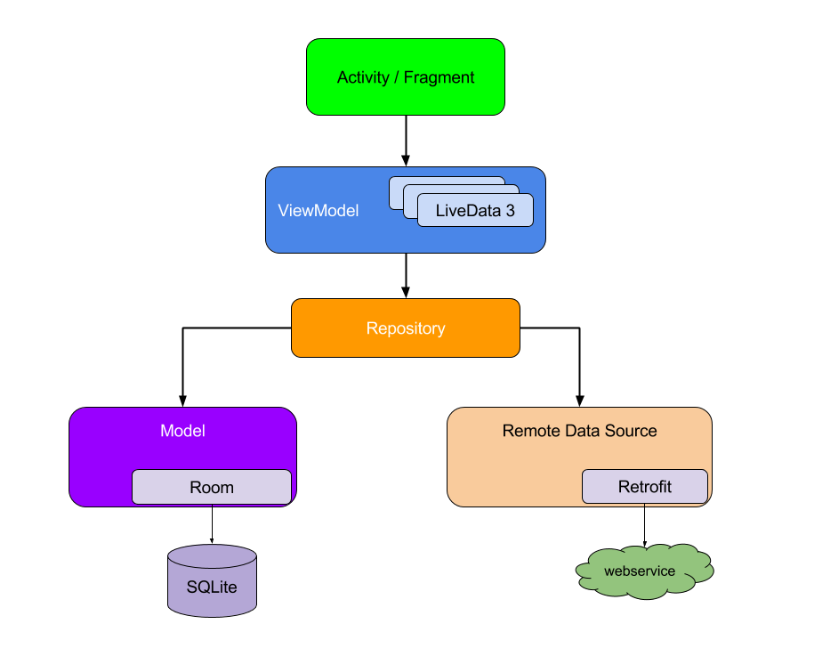 Activity / Fragment
ViewModel
LiveData 3
Repository
Model
Remote Data Source
Room
Retrofit
SQLite
webservice